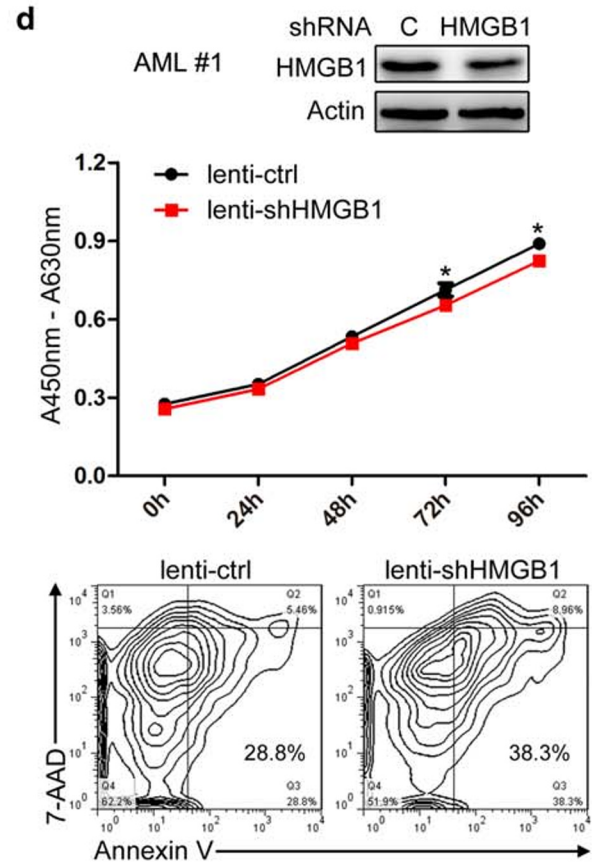 d
shRNA C HMGB1
AML #1
HMGB1
Actin
1.2
0.9
0.6
0.3
0.0
A450nm - A630nm
lenti-ctrl
lenti-shHMGB1
*
*
0h 24h 48h 72h 96h
lenti-ctrl lenti-shHMGB1
Q1
3.56%
Q2
5.46%
Q1
0.915%
Q2
8.96%
10⁴
10³
10²
10¹
10⁰
10⁴
10³
10²
10¹
10⁰
28.8%
38.3%
Q4
62.2%
Q3
28.8%
Q4
51.9%
Q3
38.3%
10⁰ 10¹ 10² 10³ 10⁴
10⁰ 10¹ 10² 10³ 10⁴
7-AAD
Annexin V